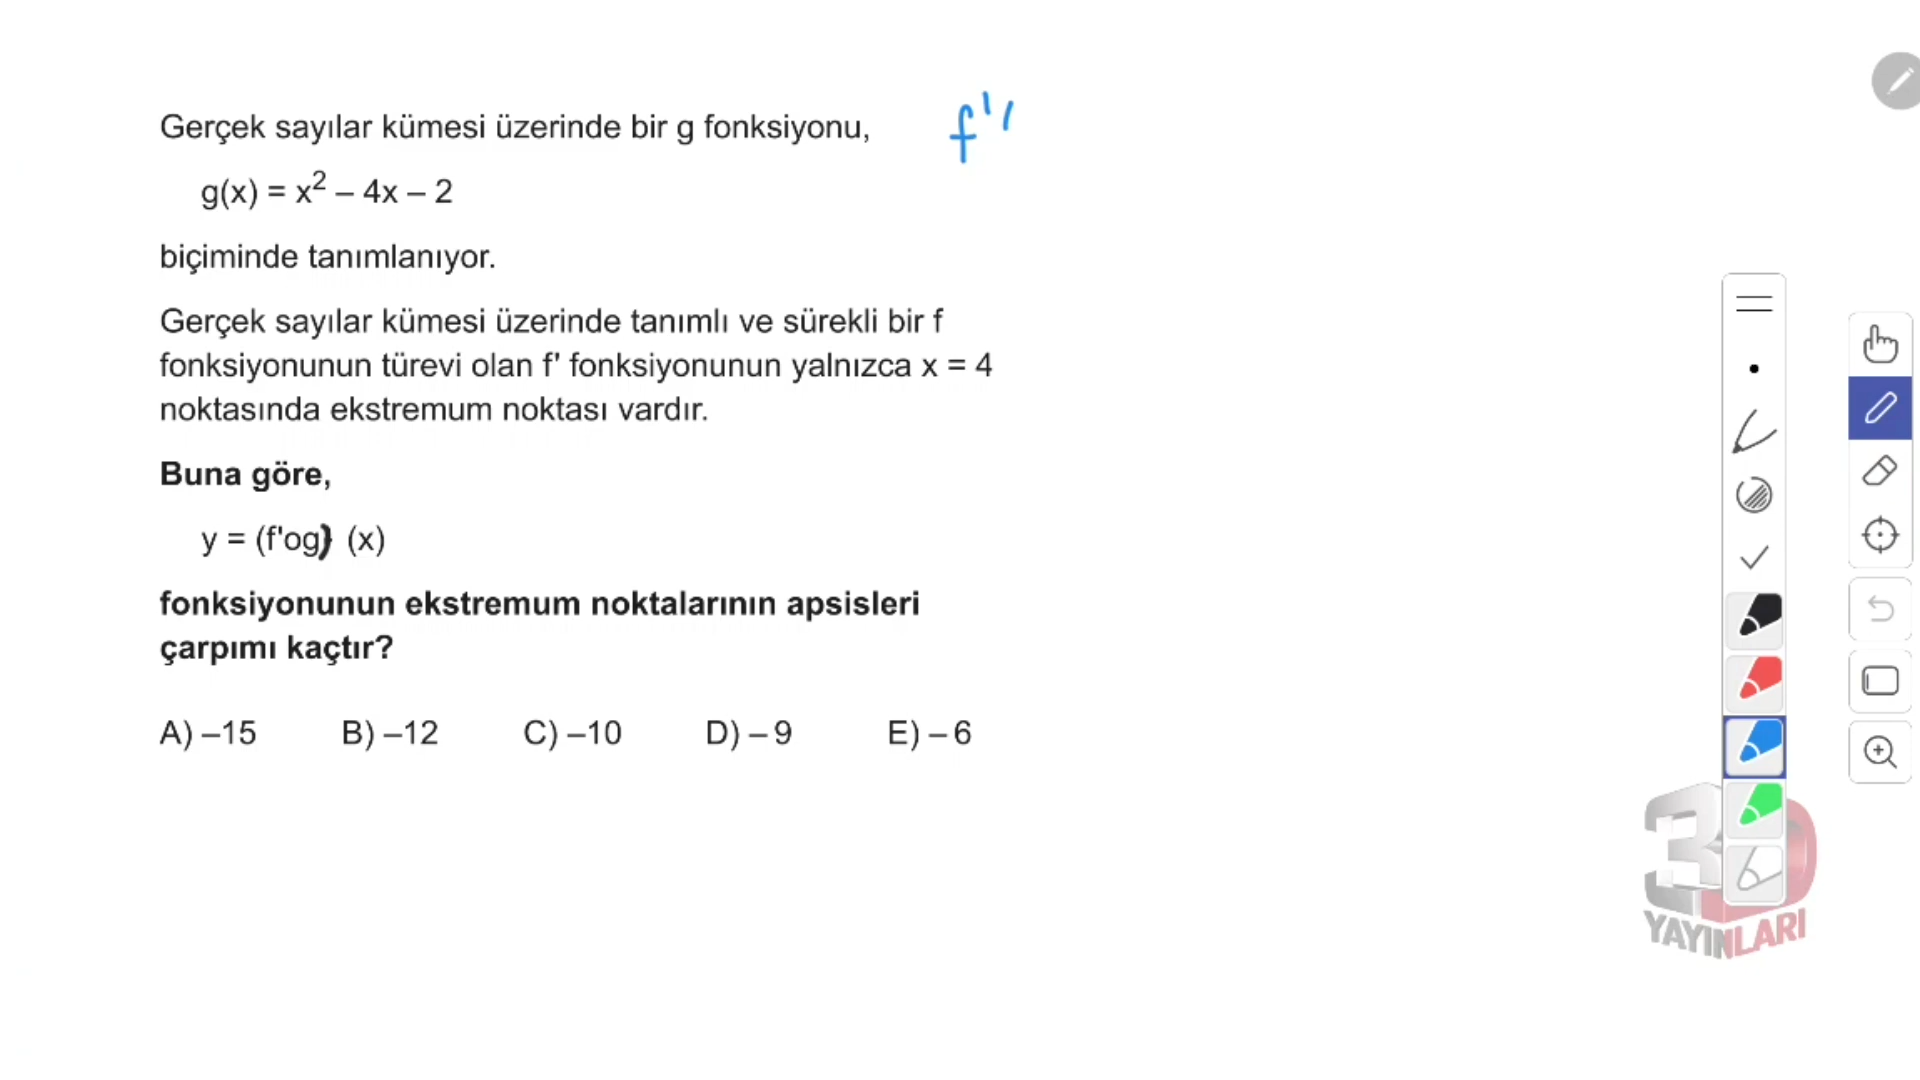 Gerçek sayılar kümesi üzerinde bir g fonksiyonu,
f''
g(x) = x² – 4x – 2
biçiminde tanımlanıyor.
Gerçek sayılar kümesi üzerinde tanımlı ve sürekli bir f
fonksiyonunun türevi olan f' fonksiyonunun yalnızca x = 4
noktasında ekstremum noktası vardır.
Buna göre,
y = (f'og) (x)
fonksiyonunun ekstremum noktalarının apsisleri
çarpımı kaçtır?
A) –15 B) –12 C) –10 D) – 9 E) – 6
3D
YAYINLARI